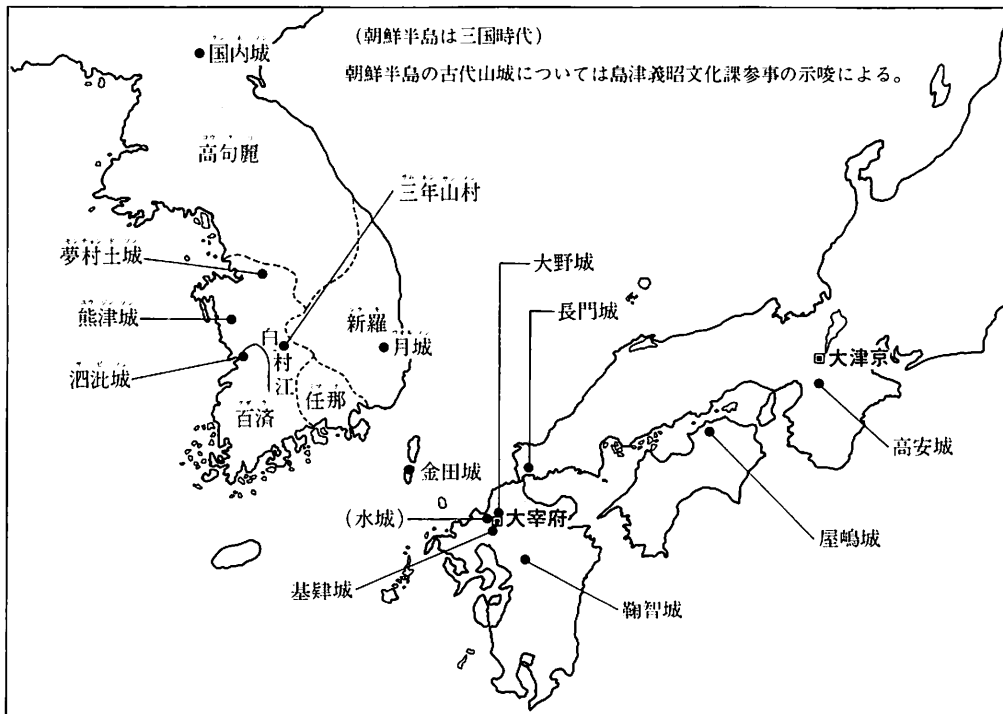 (朝鮮半島は三国時代)
朝鮮半島の古代山城については島津義昭文化課参事の示唆による。
国内城
高句麗
三年山村
夢村土城
大野城
長門城
熊津城
新羅
白村江
月城
大津京
泗沘城
百済
任那
高安城
金田城
(水城)
大宰府
屋嶋城
基肄城
鞠智城